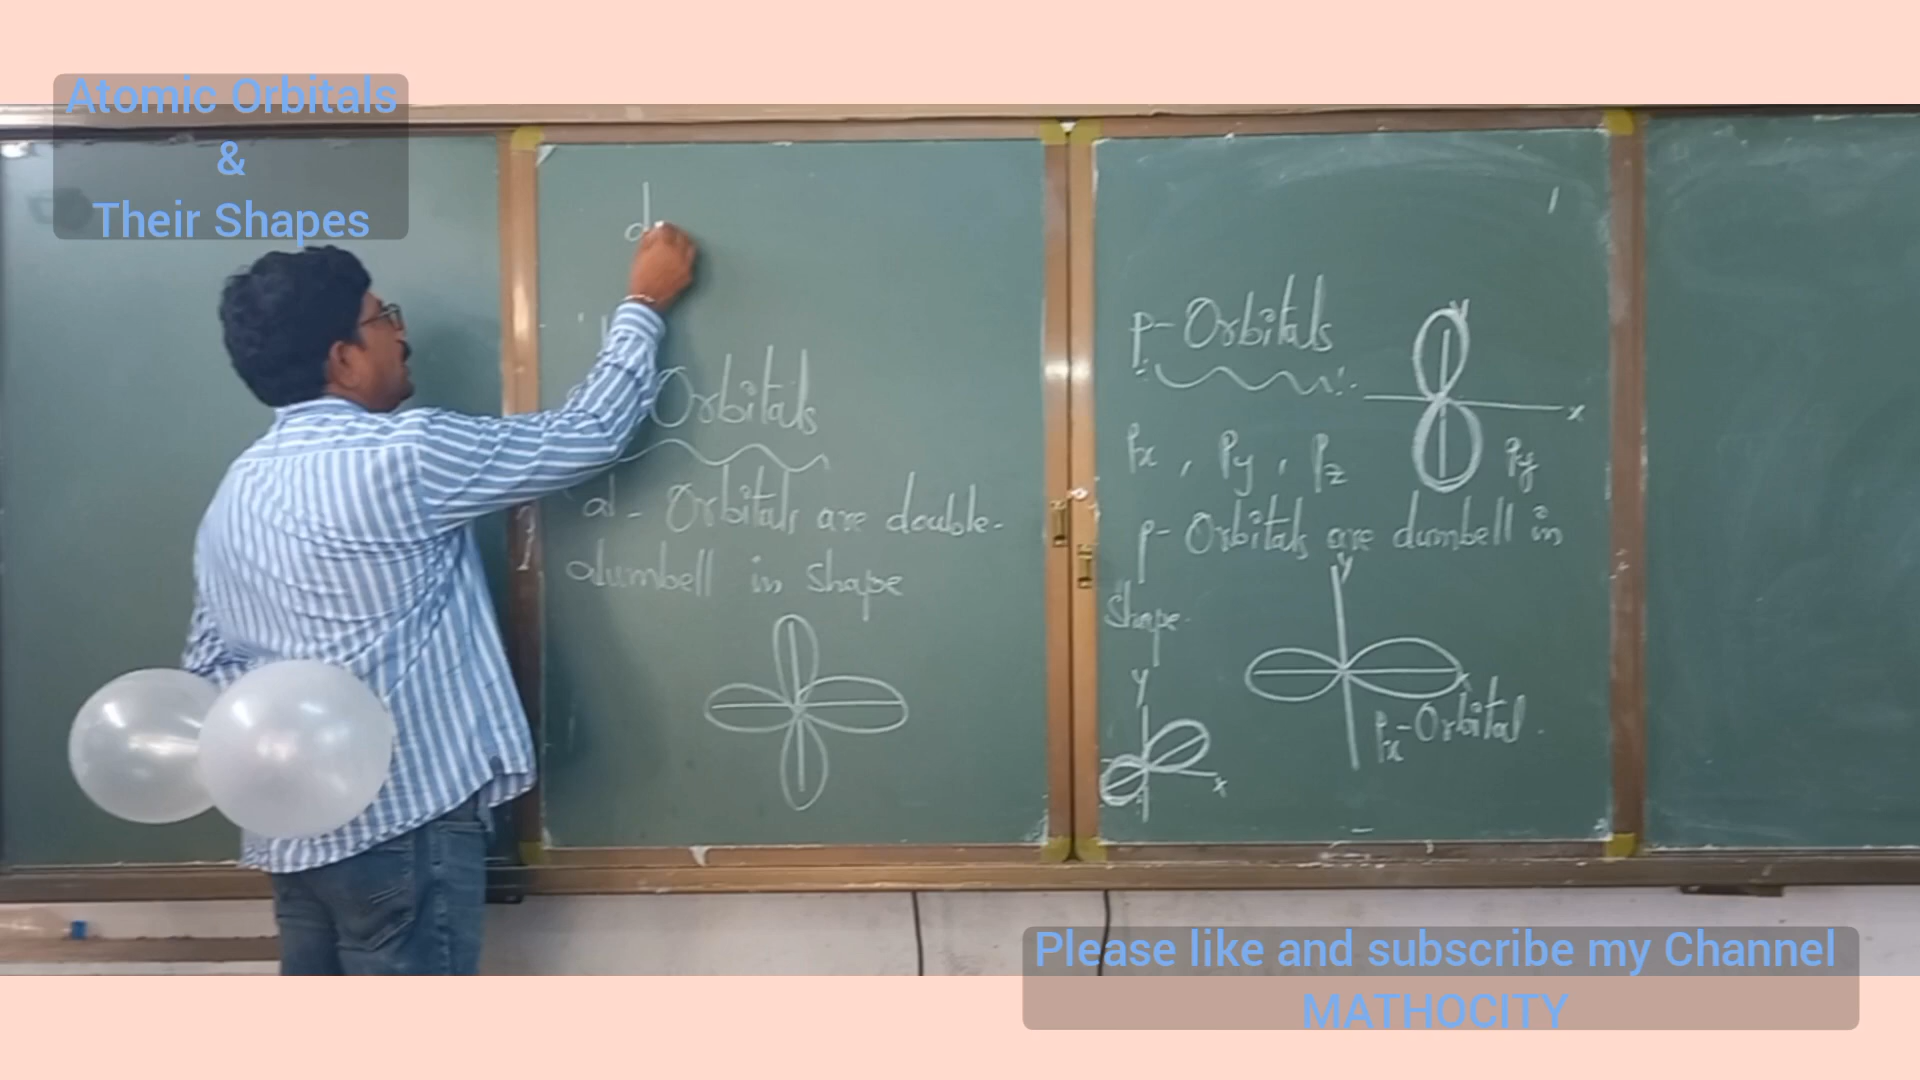 Atomic Orbitals
&
Their Shapes
d
Orbitals
d - Orbitals are double-
dumbell in shape
p- Orbitals
Px , Py , Pz
p- Orbitals are dumbell in
Shape.
y
x
Py
y
x
Px-Orbital.
y
x
Please like and subscribe my Channel
MATHOCITY